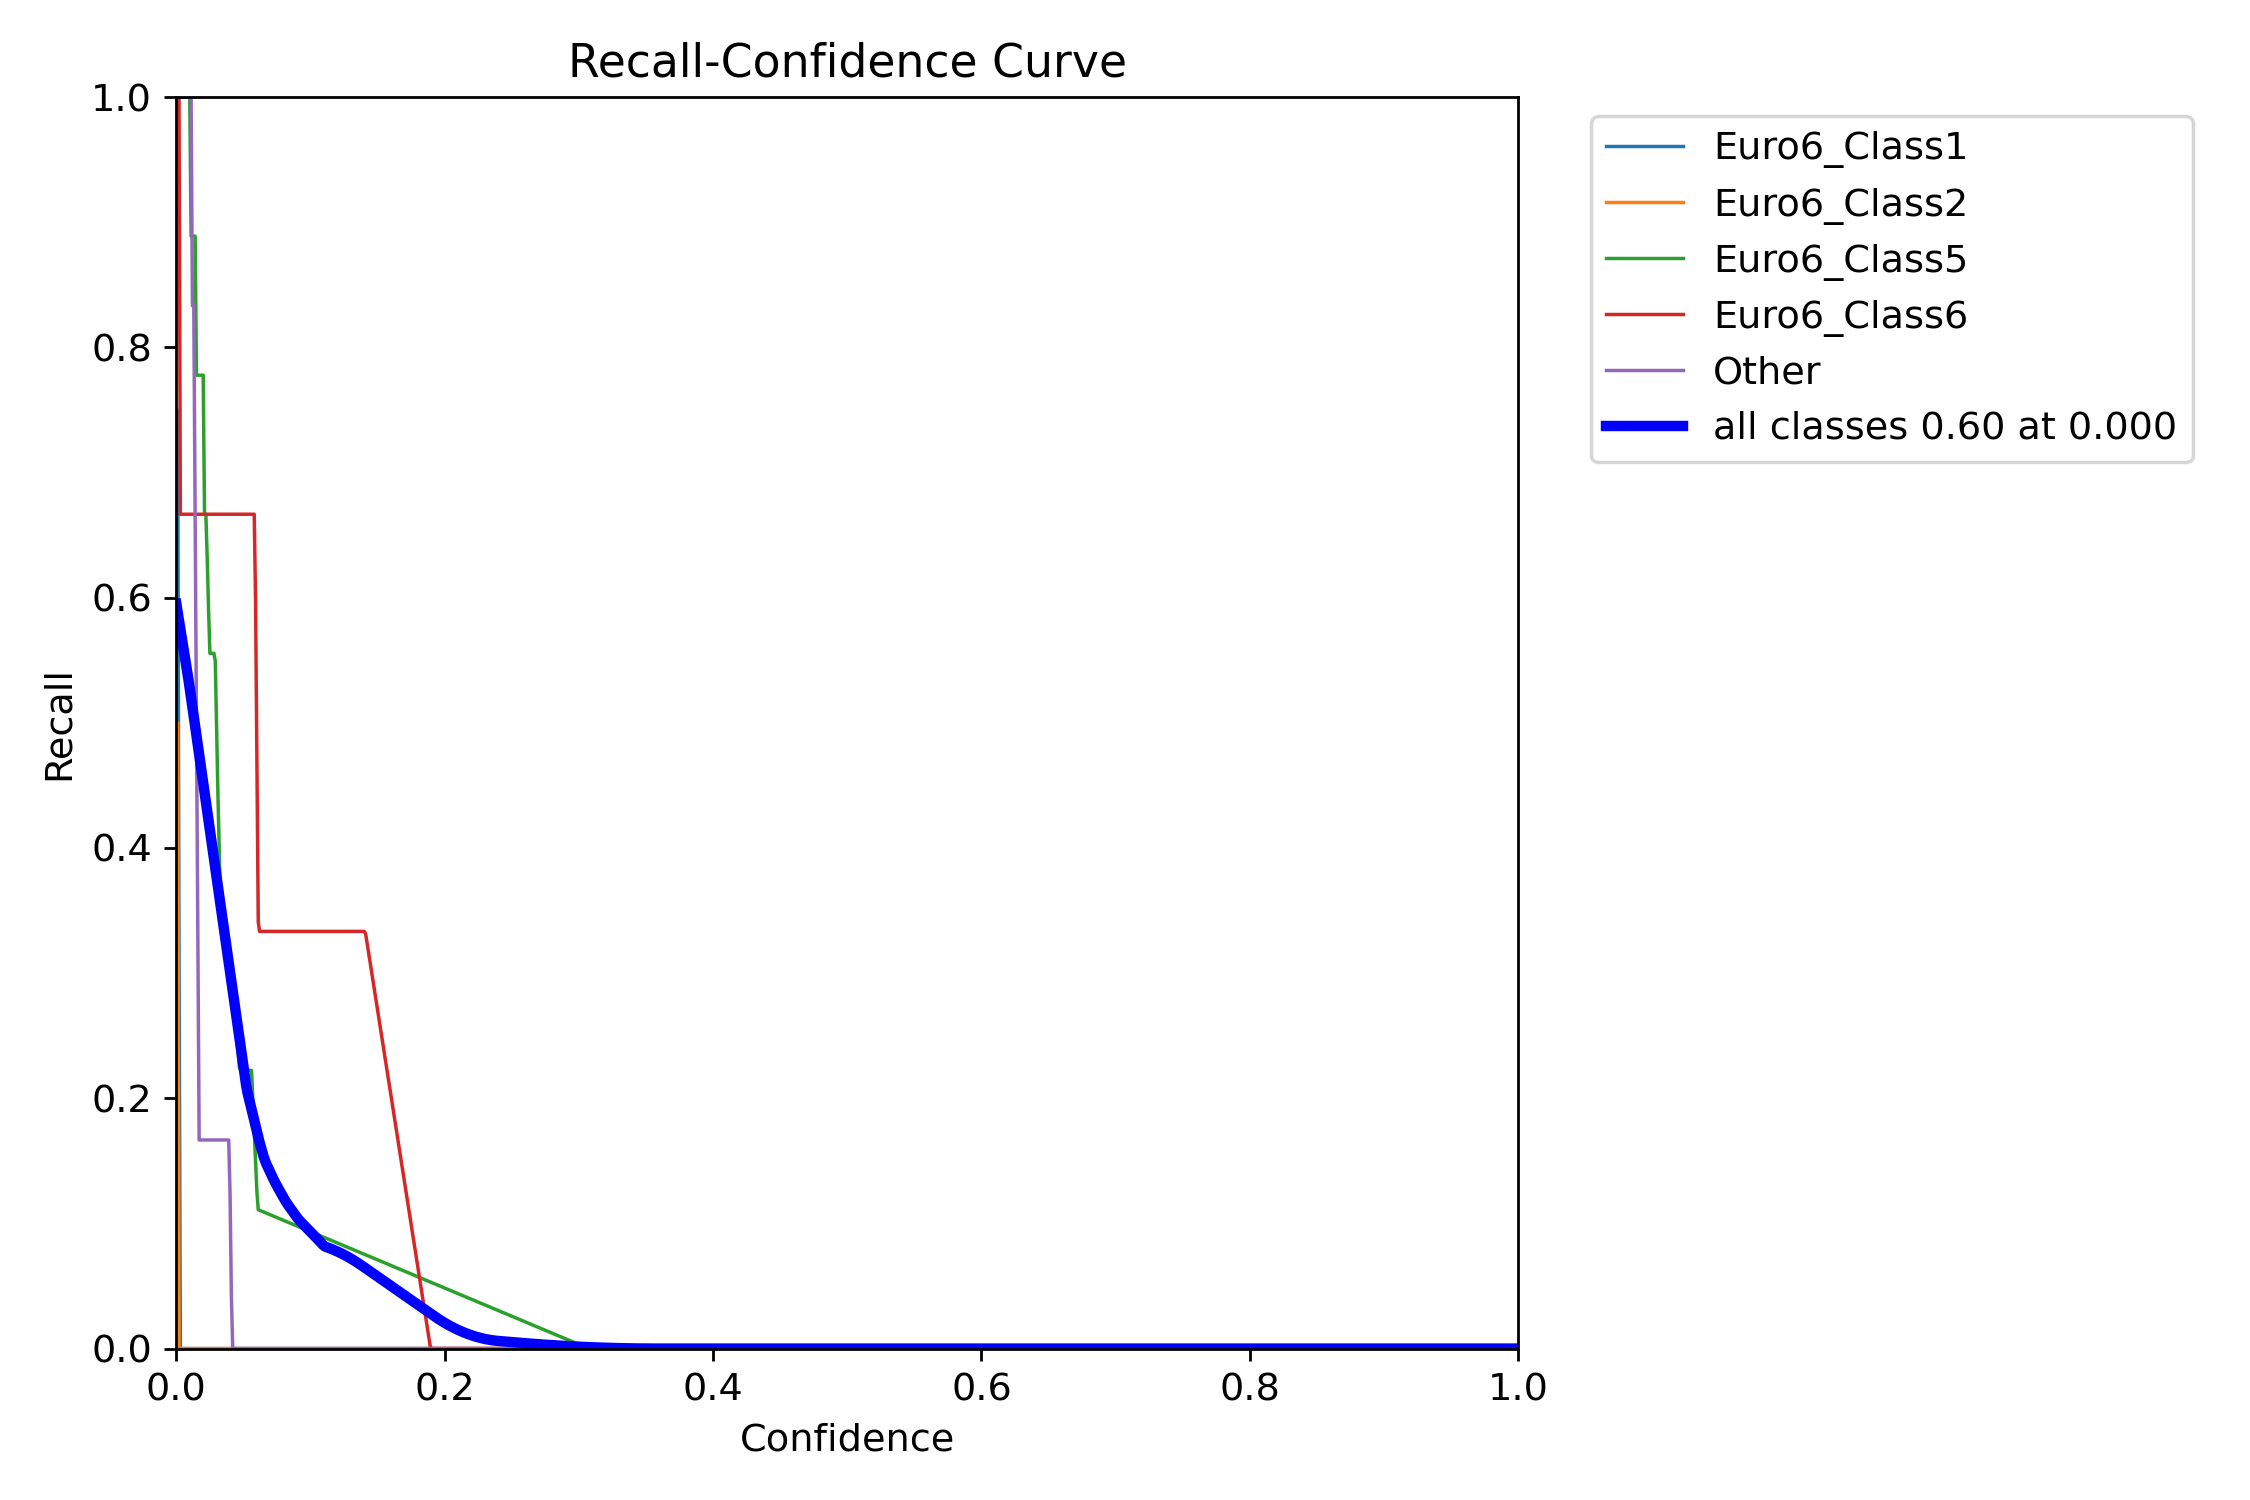 Recall-Confidence Curve
1.0
0.8
0.6
0.4
0.2
0.0
Recall
0.0 0.2 0.4 0.6 0.8 1.0
Confidence
Euro6_Class1
Euro6_Class2
Euro6_Class5
Euro6_Class6
Other
all classes 0.60 at 0.000